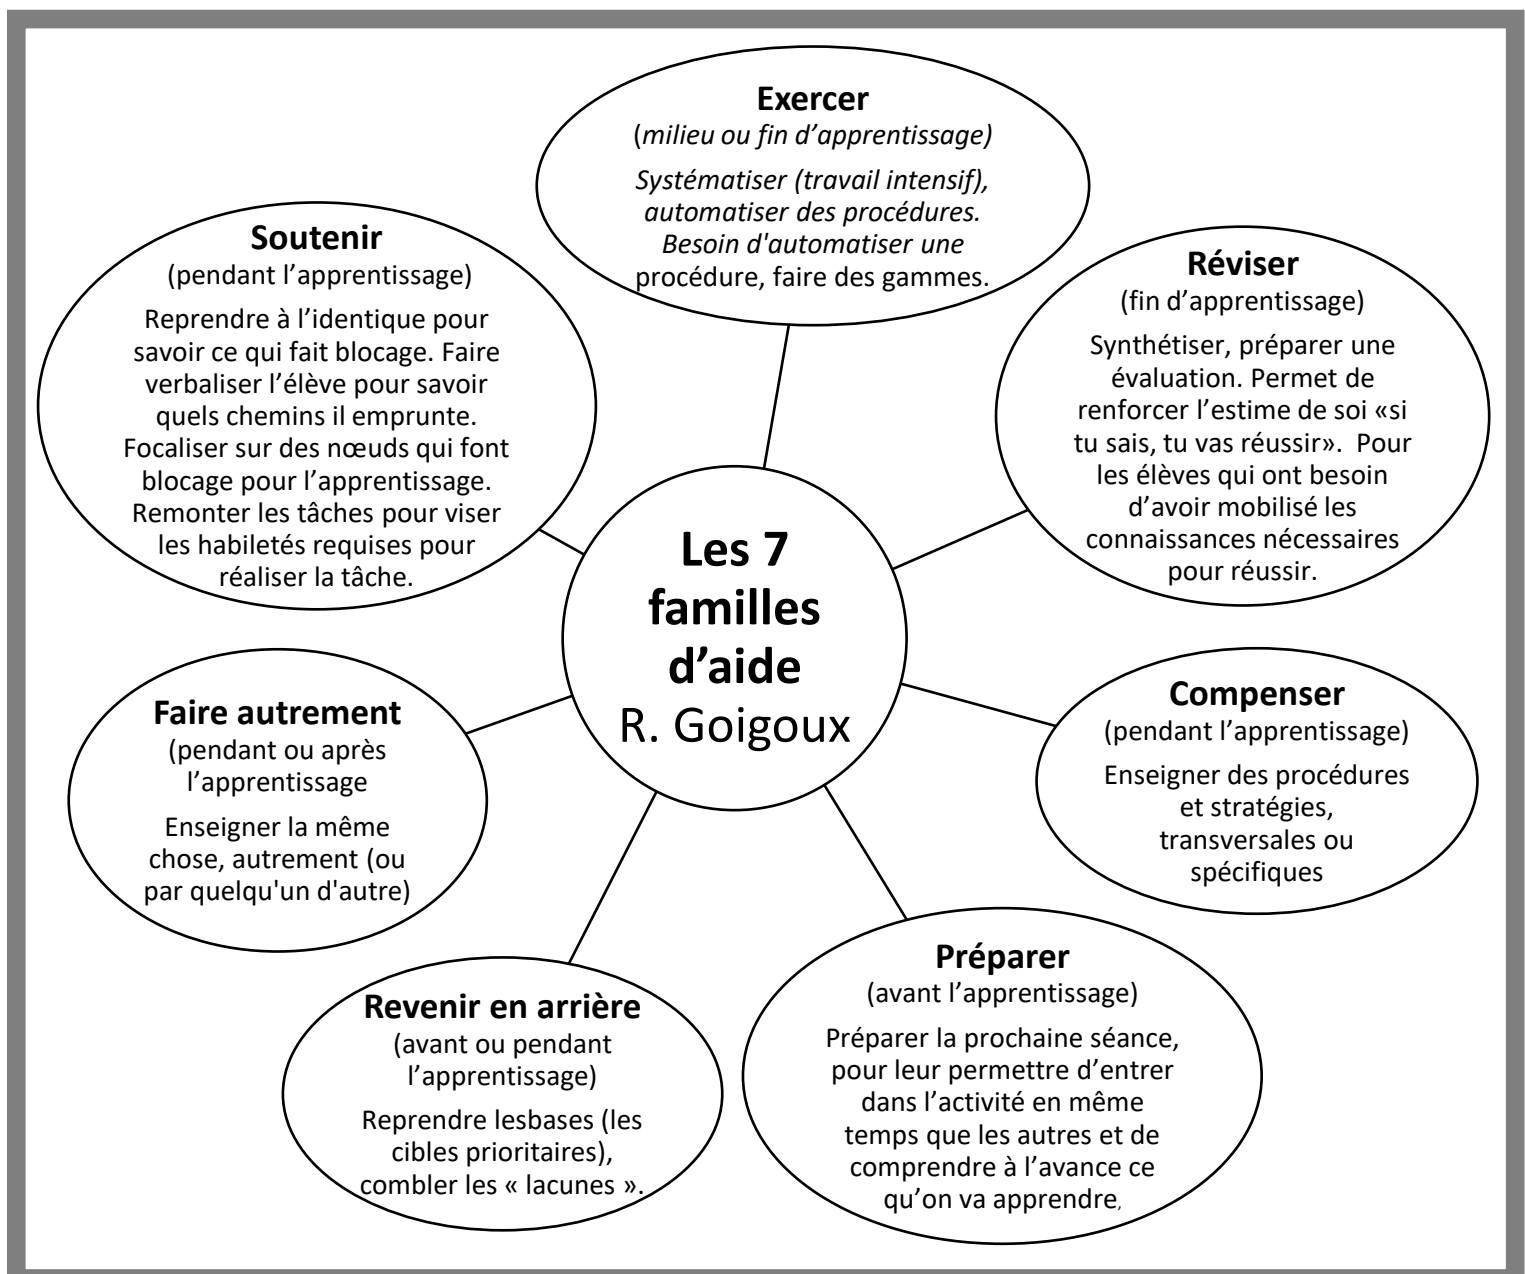 Exercer
(milieu ou fin d’apprentissage)
Systématiser (travail intensif),
automatiser des procédures.
Besoin d'automatiser une
procédure, faire des gammes.
Soutenir
(pendant l’apprentissage)
Reprendre à l’identique pour
savoir ce qui fait blocage. Faire
verbaliser l’élève pour savoir
quels chemins il emprunte.
Focaliser sur des nœuds qui font
blocage pour l’apprentissage.
Remonter les tâches pour viser
les habiletés requises pour
réaliser la tâche.
Réviser
(fin d’apprentissage)
Synthétiser, préparer une
évaluation. Permet de
renforcer l’estime de soi «si
tu sais, tu vas réussir».  Pour
les élèves qui ont besoin
d’avoir mobilisé les
connaissances nécessaires
pour réussir.
Les 7
familles
d’aide
R. Goigoux
Faire autrement
(pendant ou après
l’apprentissage
Enseigner la même
chose, autrement (ou
par quelqu'un d'autre)
Compenser
(pendant l’apprentissage)
Enseigner des procédures
et stratégies,
transversales ou
spécifiques
Revenir en arrière
(avant ou pendant
l’apprentissage)
Reprendre lesbases (les
cibles prioritaires),
combler les « lacunes ».
Préparer
(avant l’apprentissage)
Préparer la prochaine séance,
pour leur permettre d’entrer
dans l’activité en même
temps que les autres et de
comprendre à l’avance ce
qu’on va apprendre,